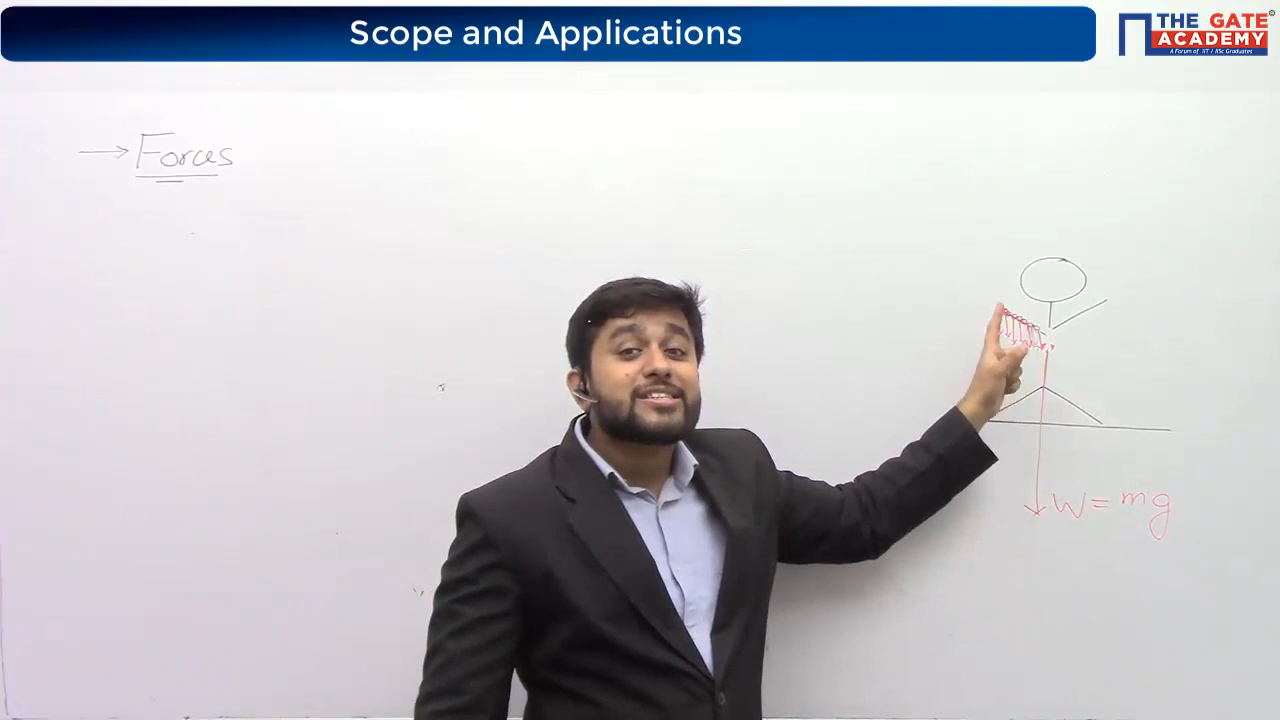 Scope and Applications
THE GATE
ACADEMY
A Forum of IIT / IISc Graduates
→ Forces
W = mg